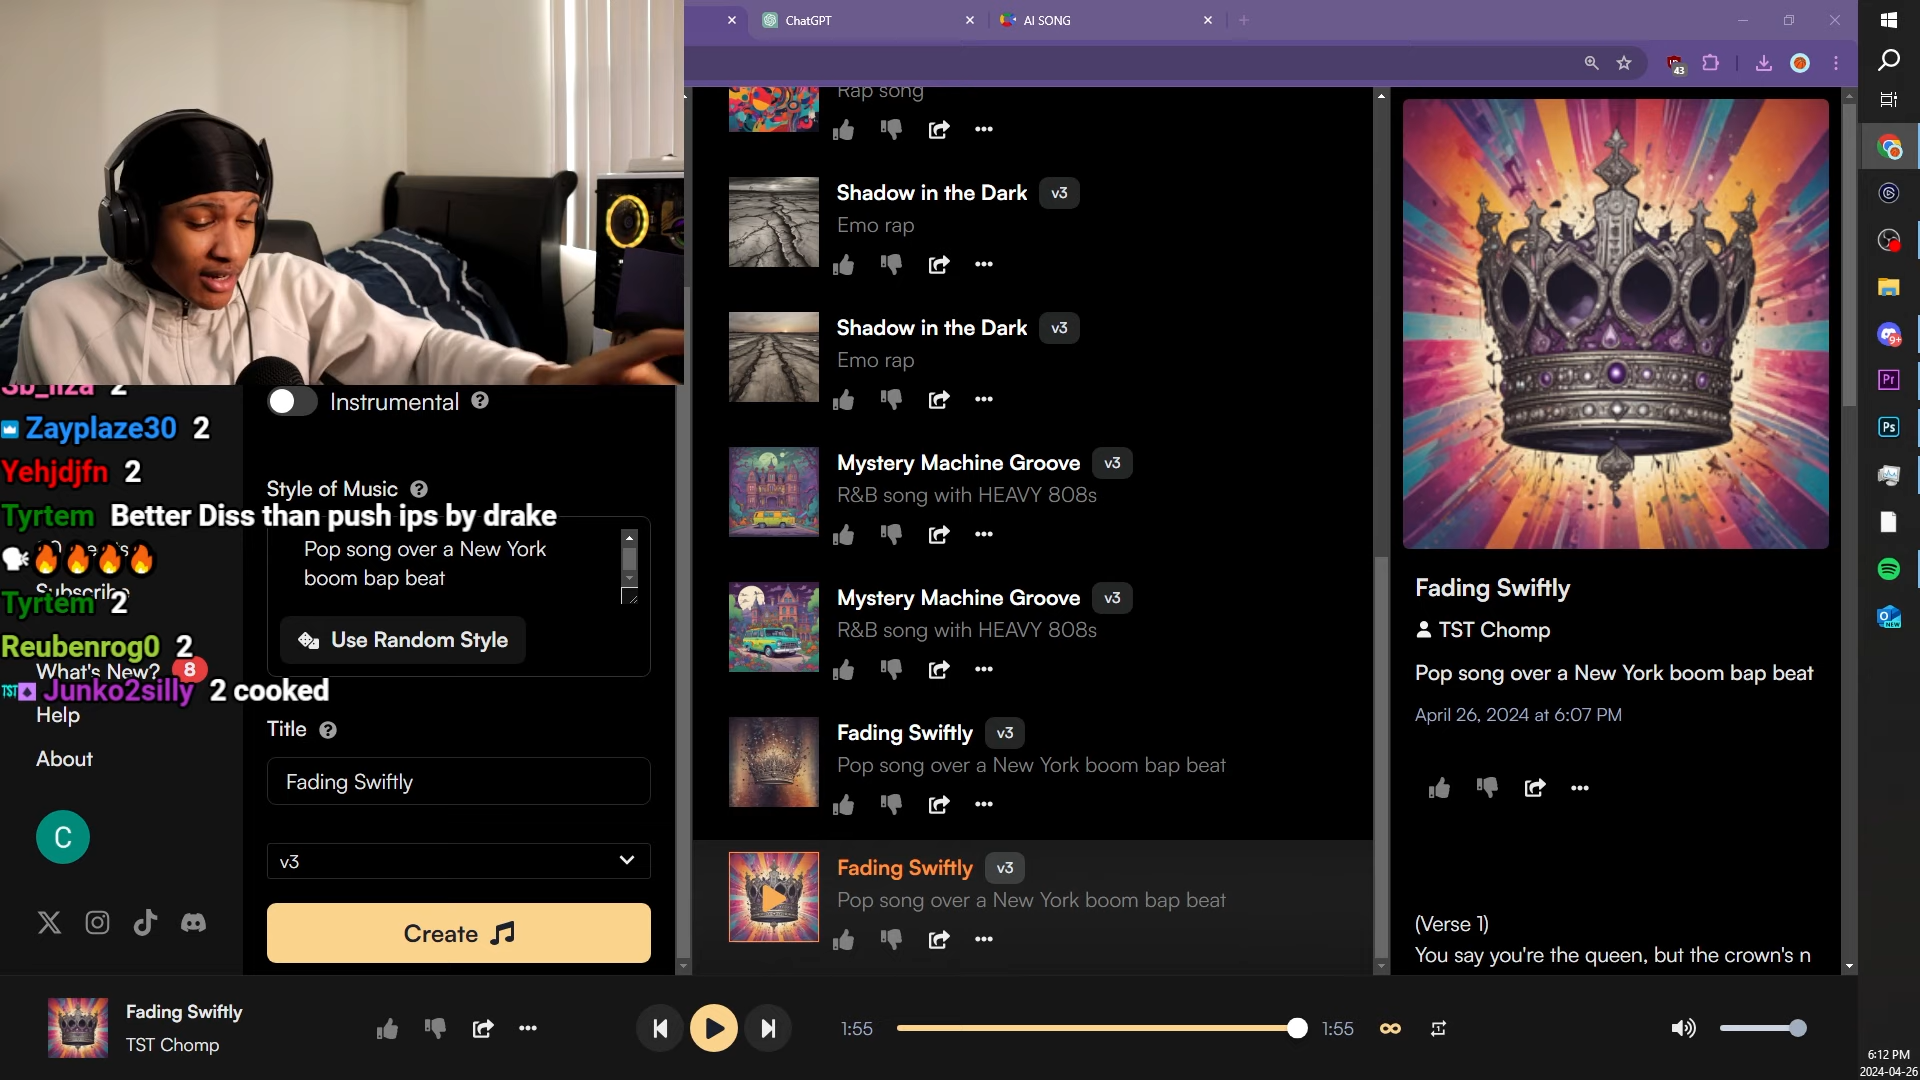 ChatGPT
AI SONG
43
Rap song
Shadow in the Dark v3
Emo rap
Shadow in the Dark v3
Emo rap
Mystery Machine Groove v3
R&B song with HEAVY 808s
Mystery Machine Groove v3
R&B song with HEAVY 808s
Fading Swiftly v3
Pop song over a New York boom bap beat
Fading Swiftly v3
Pop song over a New York boom bap beat
2
Zayplaze30 2
Yehjdjfn 2
Tyrtem Better Diss than push ips by drake
Tyrtem 2
Reubenrog0 2
Junko2silly 2 cooked
Subscribe
What's New? 8
Help
About
C
Instrumental
Style of Music
Pop song over a New York
boom bap beat
Use Random Style
Title
Fading Swiftly
v3
Create
Fading Swiftly
TST Chomp
Pop song over a New York boom bap beat
April 26, 2024 at 6:07 PM
(Verse 1)
You say you're the queen, but the crown's n
Fading Swiftly
TST Chomp
1:55
1:55
9+
Pr
Ps
NEW
6:12 PM
2024-04-26